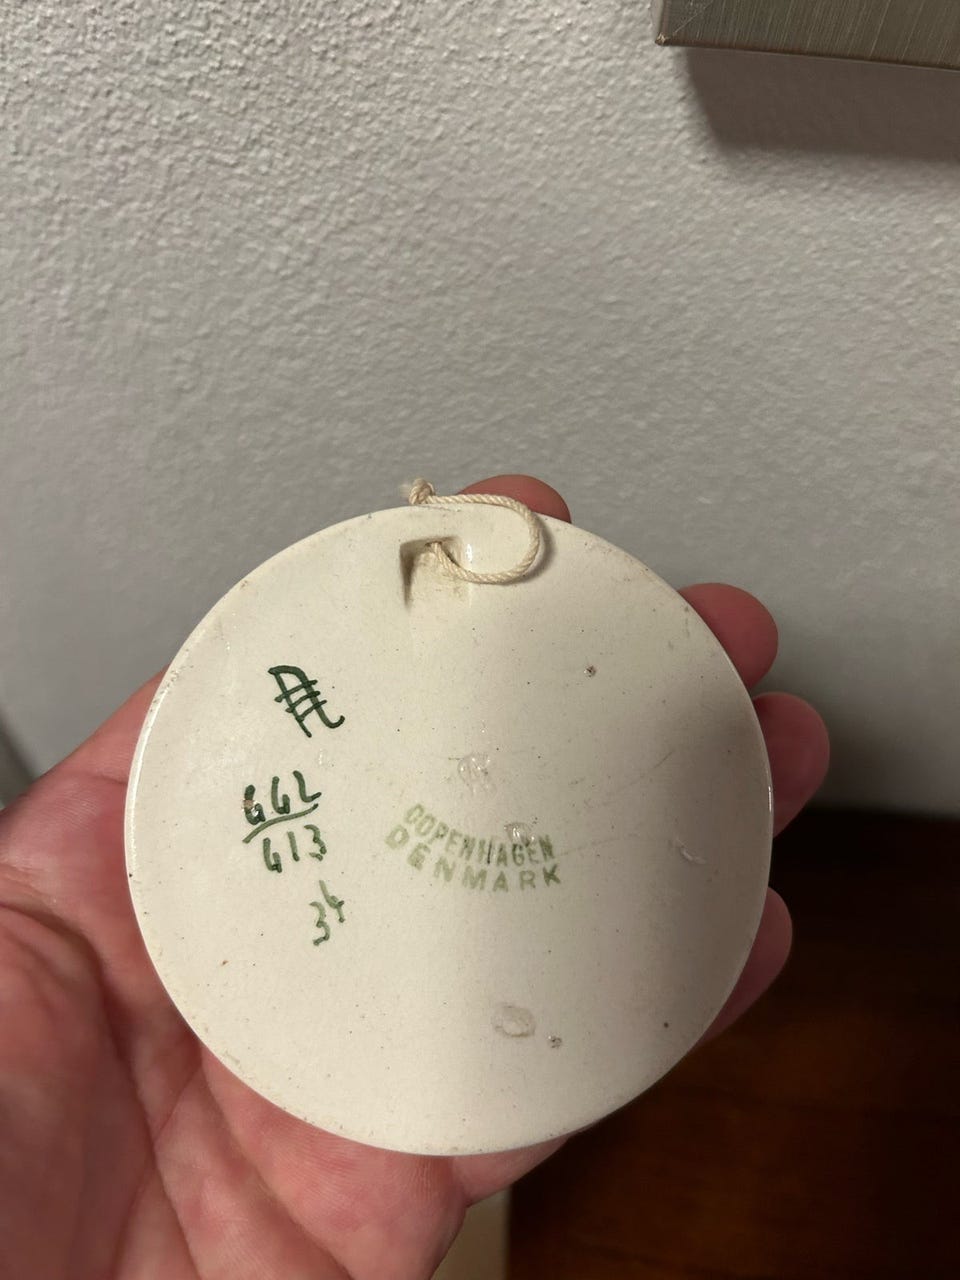 662
613
34
COPENHAGEN
DENMARK